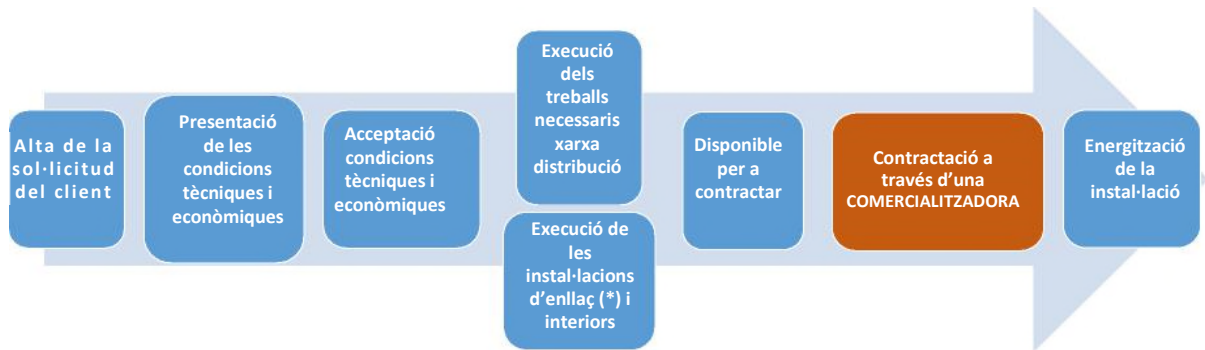 Alta de la
sol·licitud
del client
Presentació
de les
condicions
tècniques i
econòmiques
Acceptació
condicions
tècniques i
econòmiques
Execució
dels
treballs
necessaris
xarxa
distribució
Execució de
les
instal·lacions
d’enllaç (*) i
interiors
Disponible
per a
contractar
Contractació a
través d’una
COMERCIALITZADORA
Energització
de la
instal·lació